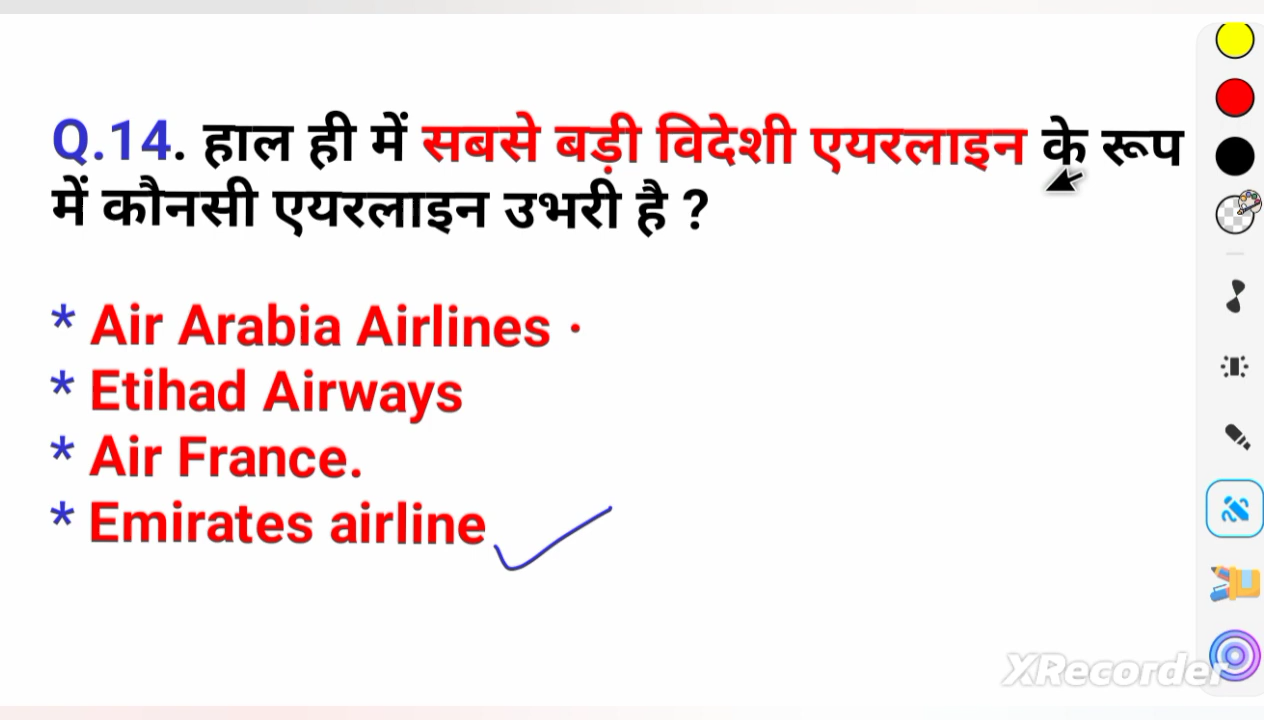 Q.14. हाल ही में सबसे बड़ी विदेशी एयरलाइन के रूप
में कौनसी एयरलाइन उभरी है ?
* Air Arabia Airlines ·
* Etihad Airways
* Air France.
* Emirates airline
XRecorder